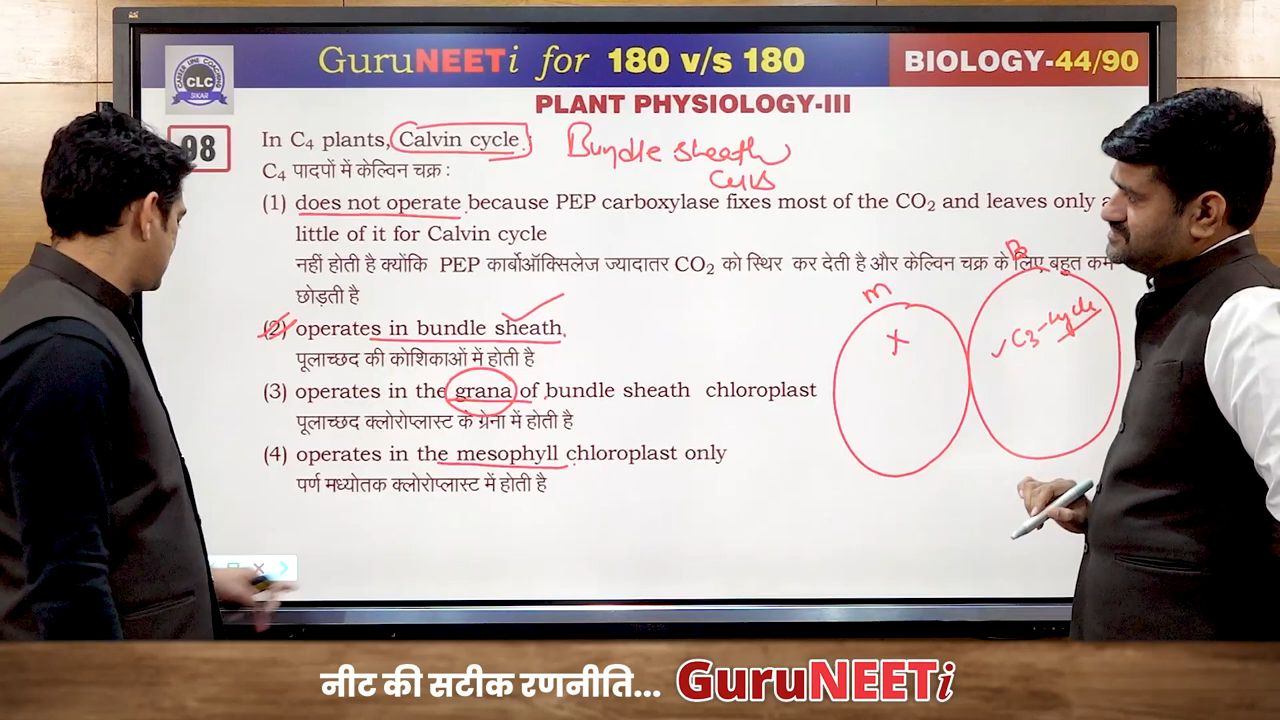 GuruNEETi for 180 v/s 180
BIOLOGY-44/90
CLC
SIKAR
PLANT PHYSIOLOGY-III
98
In C4 plants, Calvin cycle :
Bundle sheath
Cells
C4 पादपों में केल्विन चक्र :
(1) does not operate because PEP carboxylase fixes most of the CO2 and leaves only a
little of it for Calvin cycle
नहीं होती है क्योंकि PEP कार्बोऑक्सिलेज ज्यादातर CO2 को स्थिर कर देती है और केल्विन चक्र के लिए बहुत कम
छोड़ती है
M
(2) operates in bundle sheath
C3-cycle
पूलाच्छद की कोशिकाओं में होती है
(3) operates in the grana of bundle sheath chloroplast
पूलाच्छद क्लोरोप्लास्ट के ग्रेना में होती है
(4) operates in the mesophyll chloroplast only
पर्ण मध्योतक क्लोरोप्लास्ट में होती है
नीट की सटीक रणनीति... GuruNEETi